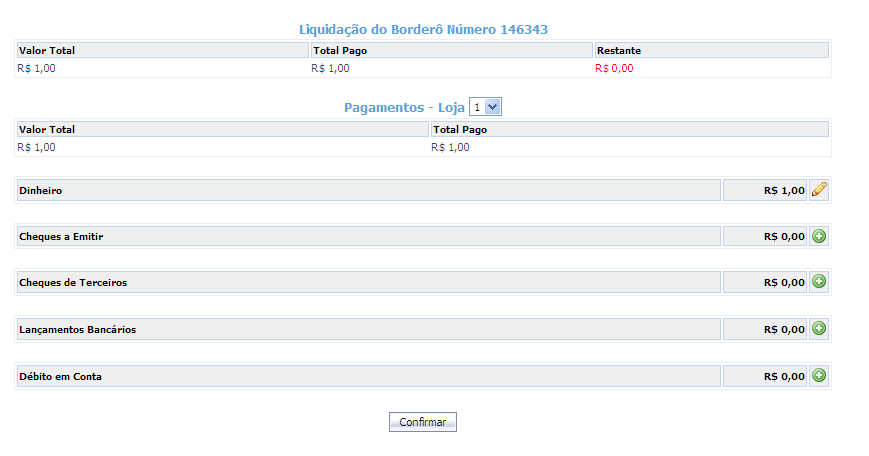 Liquidação do Borderô Número 146343
Valor Total Total Pago Restante
R$ 1,00 R$ 1,00 R$ 0,00
Pagamentos - Loja 1
Valor Total Total Pago
R$ 1,00 R$ 1,00
Dinheiro R$ 1,00
Cheques a Emitir R$ 0,00
Cheques de Terceiros R$ 0,00
Lançamentos Bancários R$ 0,00
Débito em Conta R$ 0,00
Confirmar